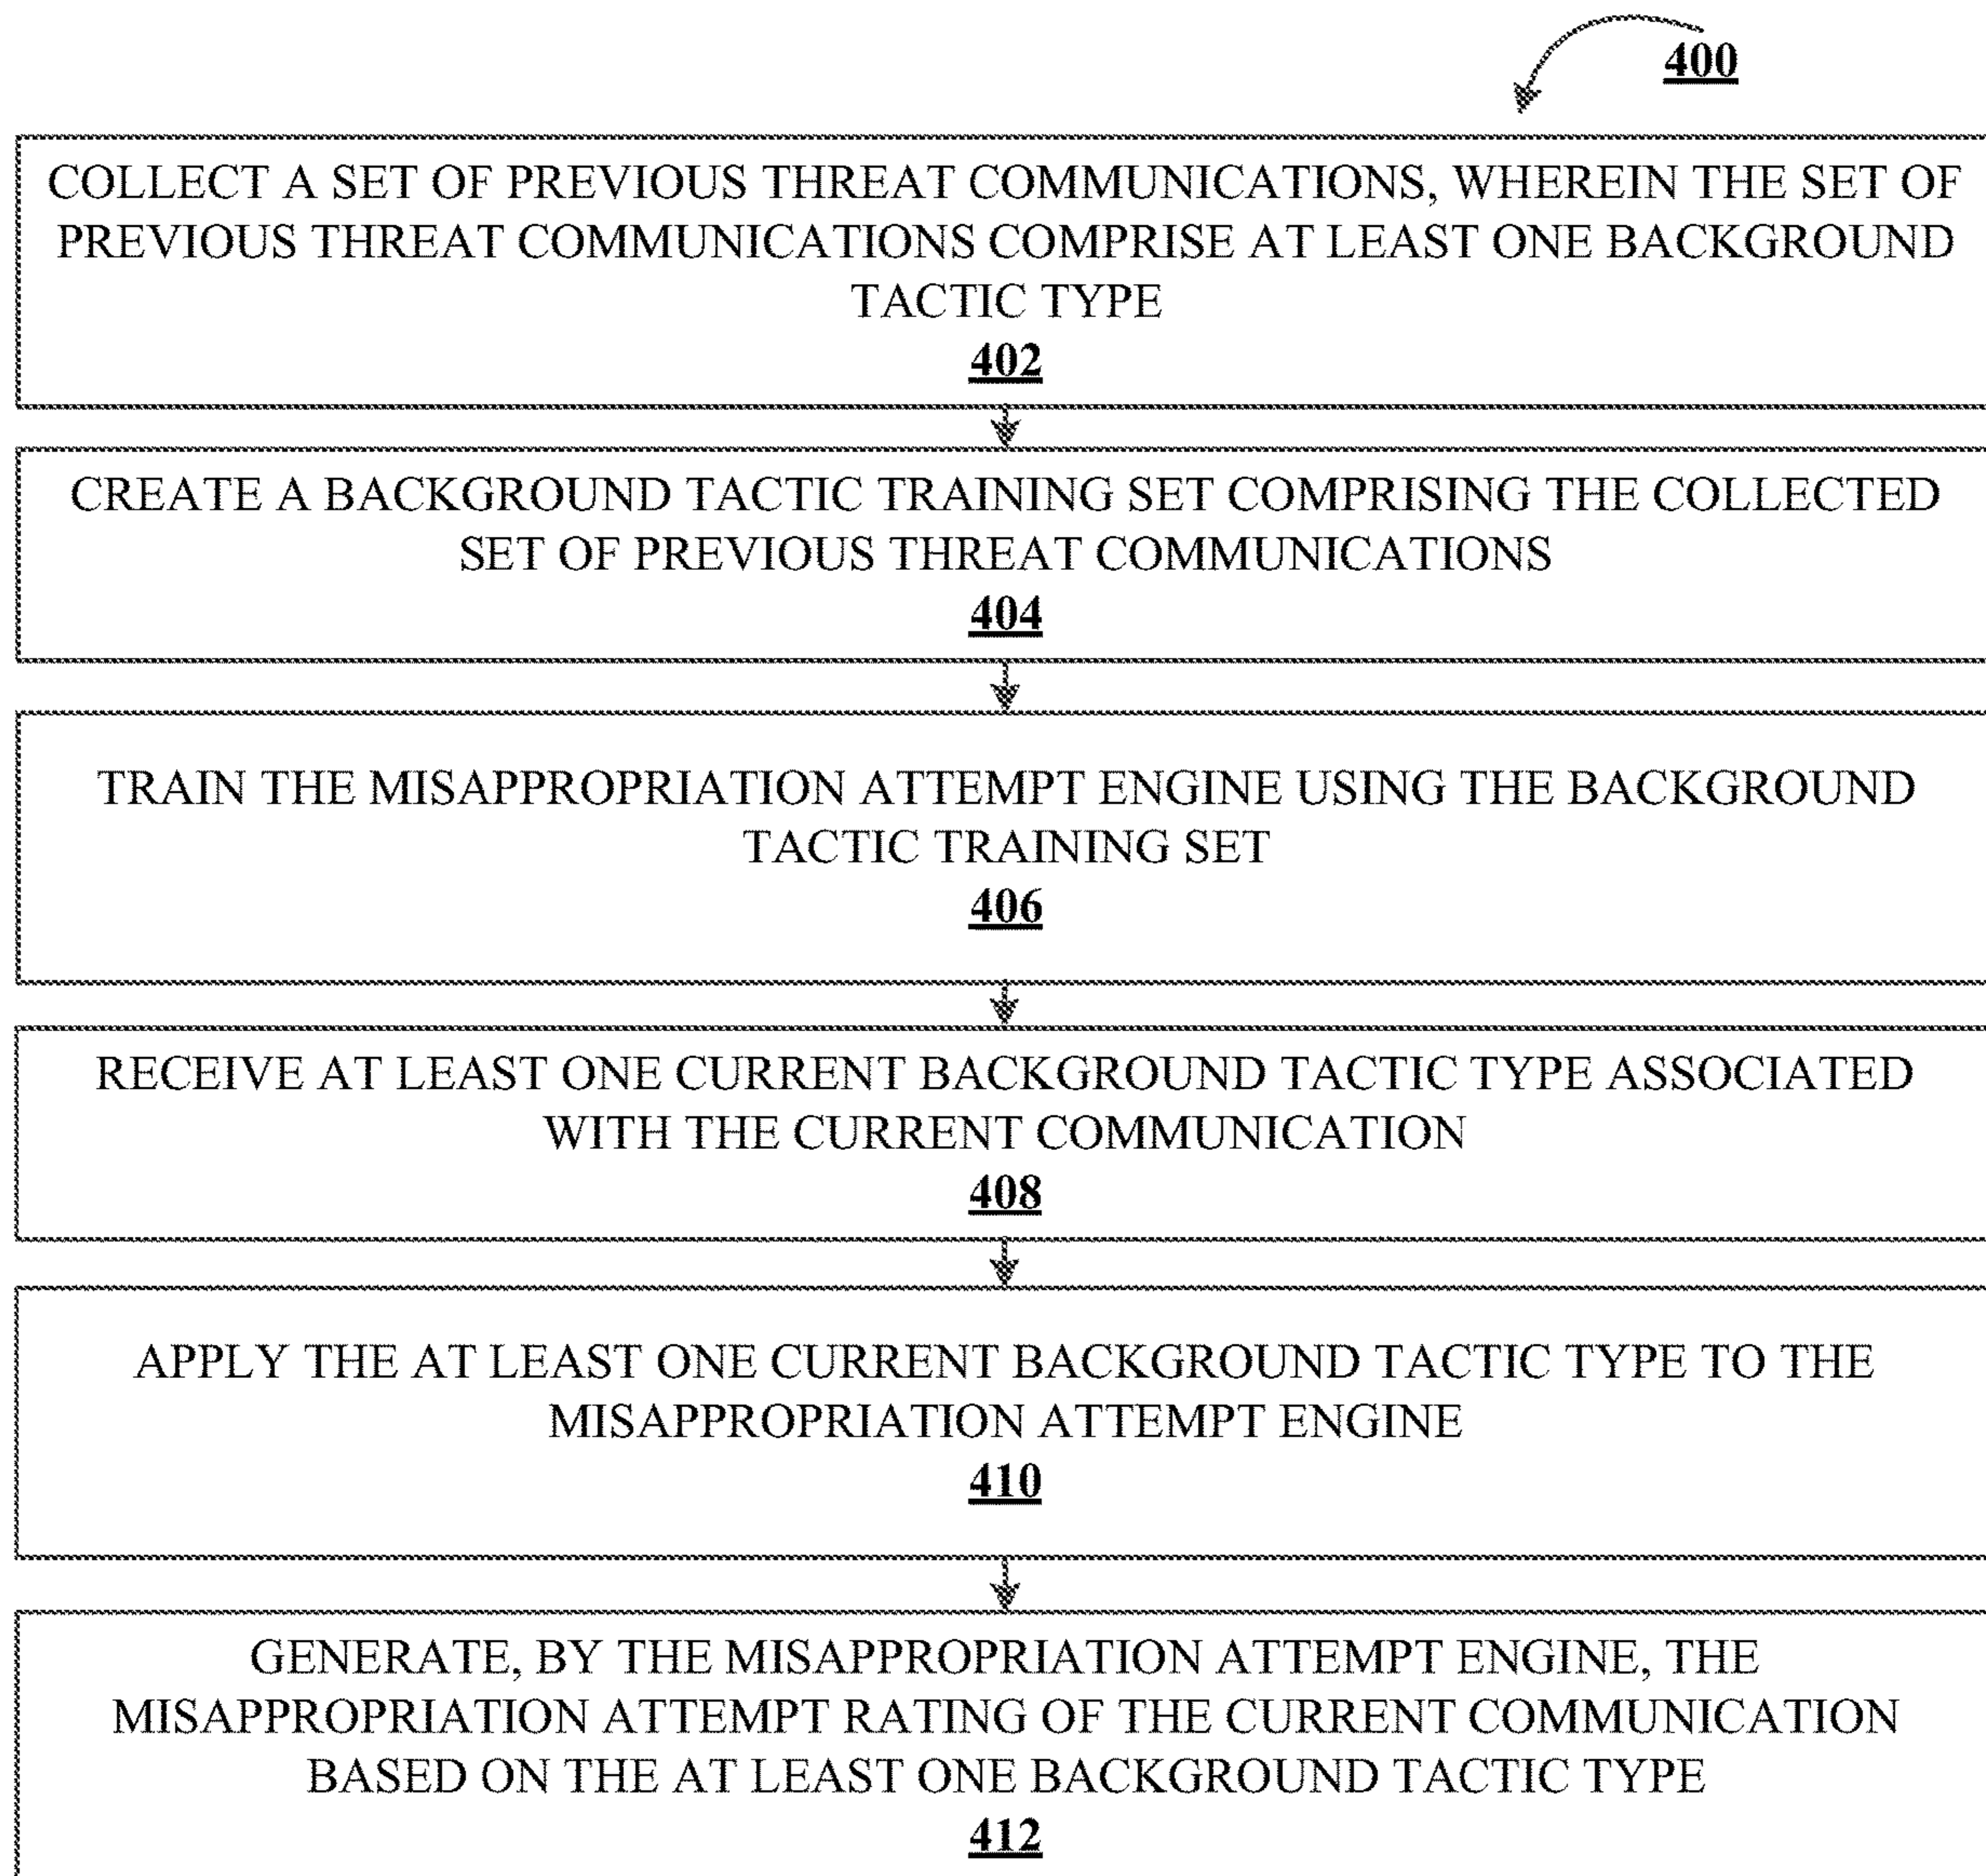 400
COLLECT A SET OF PREVIOUS THREAT COMMUNICATIONS, WHEREIN THE SET OF
PREVIOUS THREAT COMMUNICATIONS COMPRISE AT LEAST ONE BACKGROUND
TACTIC TYPE
402
CREATE A BACKGROUND TACTIC TRAINING SET COMPRISING THE COLLECTED
SET OF PREVIOUS THREAT COMMUNICATIONS
404
TRAIN THE MISAPPROPRIATION ATTEMPT ENGINE USING THE BACKGROUND
TACTIC TRAINING SET
406
RECEIVE AT LEAST ONE CURRENT BACKGROUND TACTIC TYPE ASSOCIATED
WITH THE CURRENT COMMUNICATION
408
APPLY THE AT LEAST ONE CURRENT BACKGROUND TACTIC TYPE TO THE
MISAPPROPRIATION ATTEMPT ENGINE
410
GENERATE, BY THE MISAPPROPRIATION ATTEMPT ENGINE, THE
MISAPPROPRIATION ATTEMPT RATING OF THE CURRENT COMMUNICATION
BASED ON THE AT LEAST ONE BACKGROUND TACTIC TYPE
412